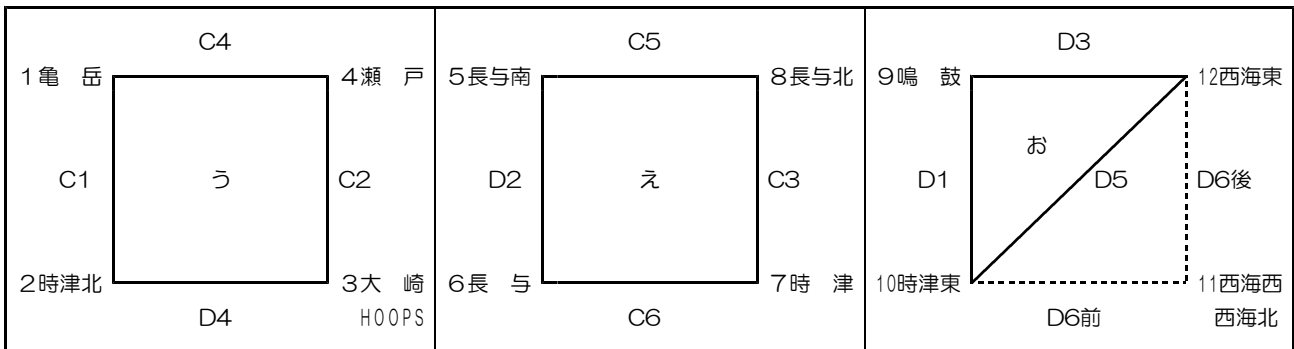 C4
1亀　岳
4瀬　戸
C1
う
C2
2時津北
3大　崎
D4
HOOPS
C5
5長与南
8長与北
D2
え
C3
6長　与
7時　津
C6
D3
9鳴　鼓
12西海東
お
D1
D5
D6後
10時津東
11西海西
D6前
西海北